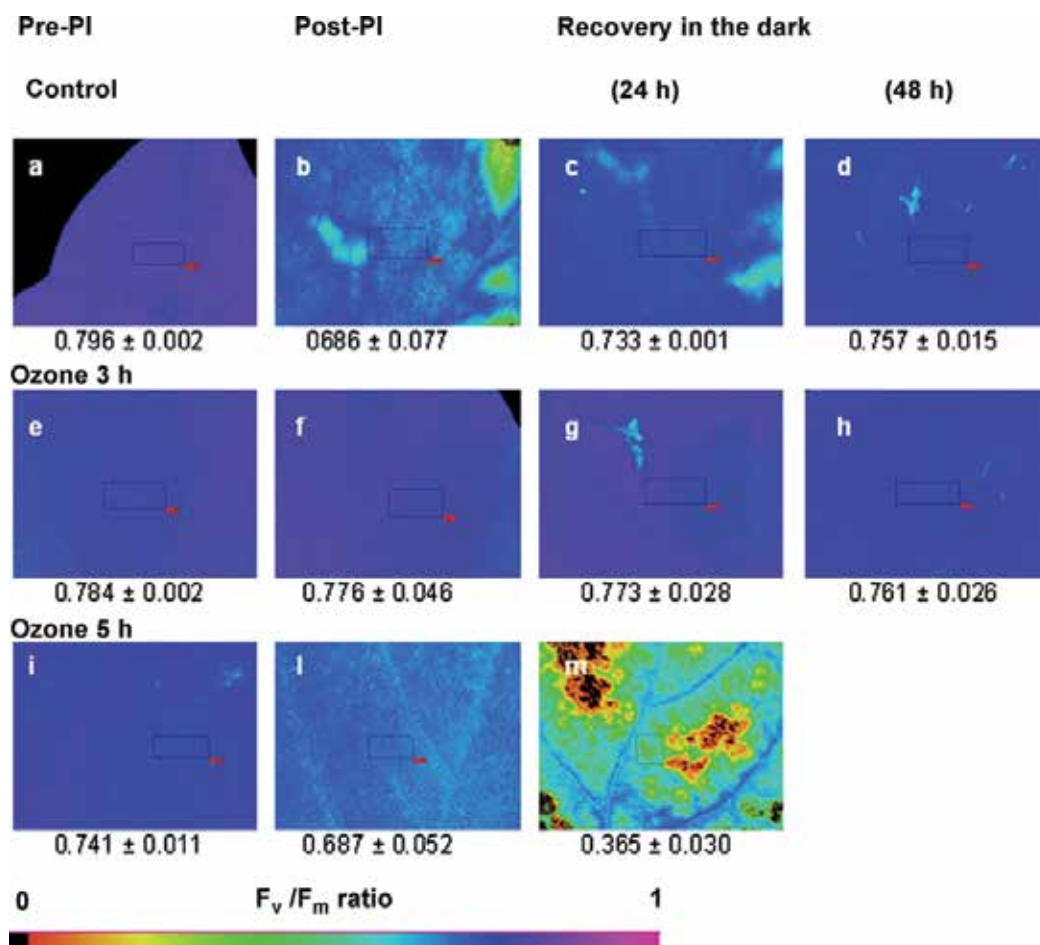 Pre-PI Post-PI Recovery in the dark
Control (24 h) (48 h)
a b c d
0.796 ± 0.002 0686 ± 0.077 0.733 ± 0.001 0.757 ± 0.015
Ozone 3 h
e f g h
0.784 ± 0.002 0.776 ± 0.046 0.773 ± 0.028 0.761 ± 0.026
Ozone 5 h
i l m
0.741 ± 0.011 0.687 ± 0.052 0.365 ± 0.030
0 Fv /Fm ratio 1